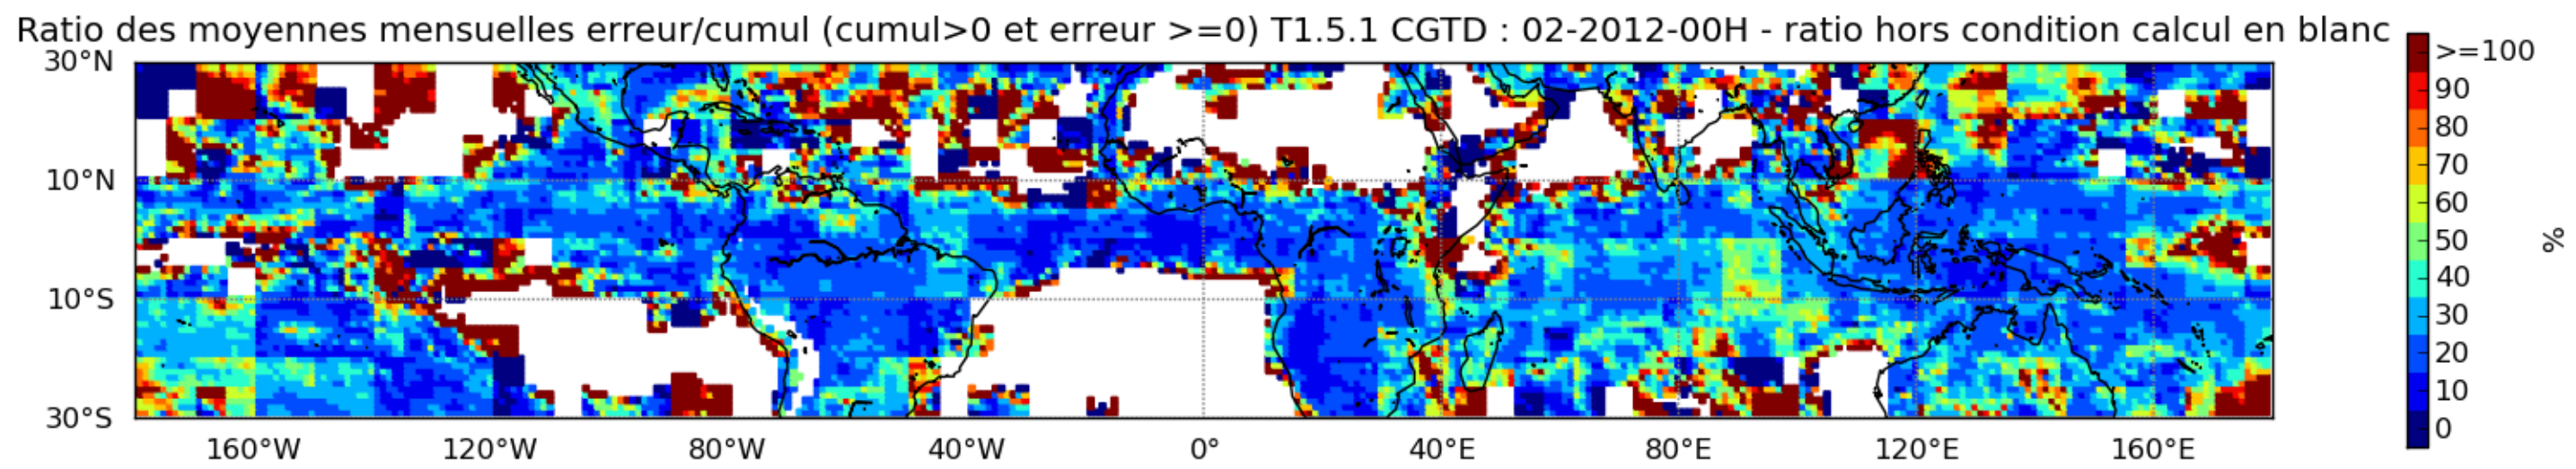 Ratio des moyennes mensuelles erreur/cumul (cumul>0 et erreur >=0) T1.5.1 CGTD : 02-2012-00H - ratio hors condition calcul en blanc
30°N
10°N
10°S
30°S
160°W 120°W 80°W 40°W 0° 40°E 80°E 120°E 160°E
>=100
90
80
70
60
50
40
30
20
10
0
%